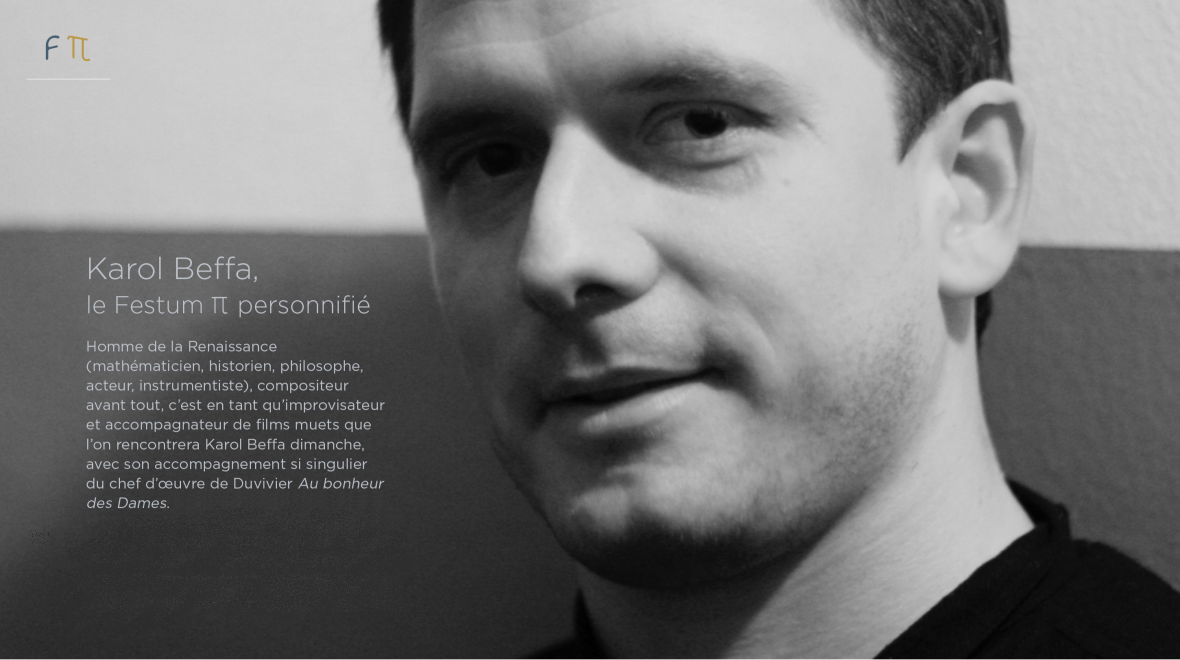 F π
Karol Beffa,
le Festum π personnifié
Homme de la Renaissance
(mathématicien, historien, philosophe,
acteur, instrumentiste), compositeur
avant tout, c’est en tant qu’improvisateur
et accompagnateur de films muets que
l’on rencontrera Karol Beffa dimanche,
avec son accompagnement si singulier
du chef d’œuvre de Duvivier Au bonheur
des Dames.